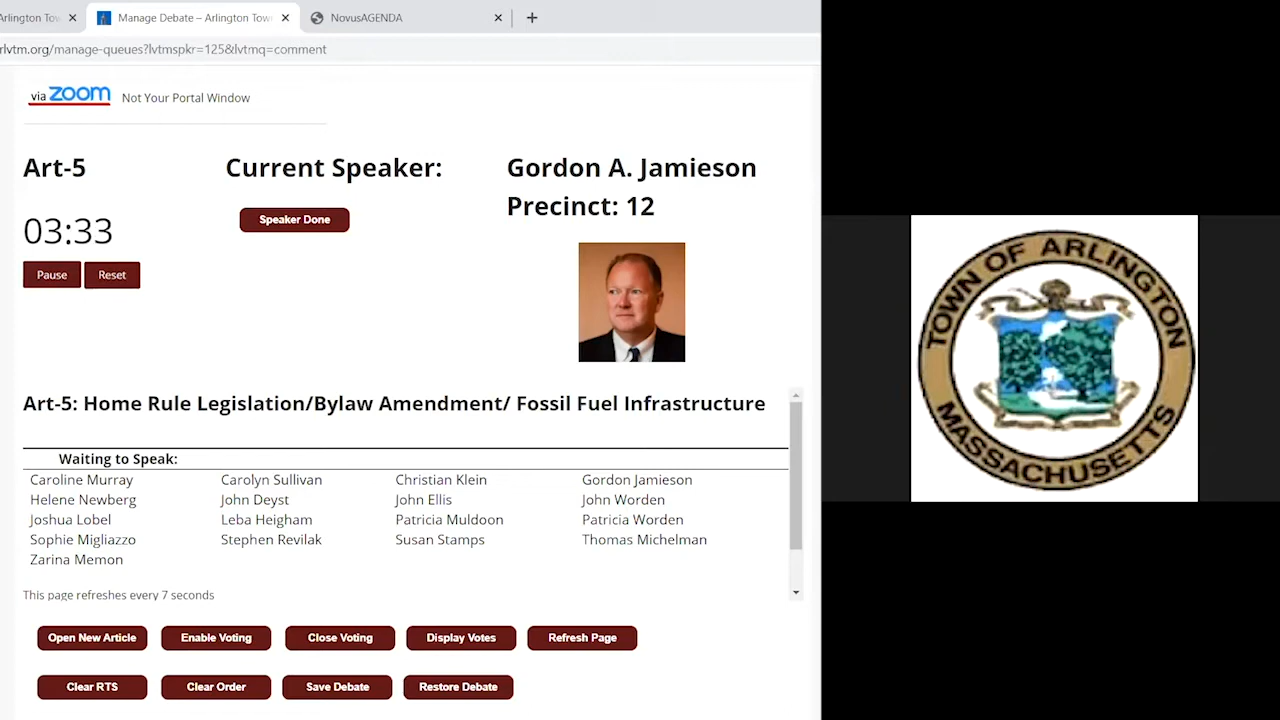 Arlington Tow
Manage Debate – Arlington Tow
NovusAGENDA
rlvtm.org/manage-queues?lvtmspkr=125&lvtmq=comment
via zoom Not Your Portal Window
Art-5 Current Speaker: Gordon A. Jamieson
Precinct: 12
Speaker Done
03:33
Pause Reset
Art-5: Home Rule Legislation/Bylaw Amendment/ Fossil Fuel Infrastructure
Waiting to Speak:
Caroline Murray Carolyn Sullivan Christian Klein Gordon Jamieson
Helene Newberg John Deyst John Ellis John Worden
Joshua Lobel Leba Heigham Patricia Muldoon Patricia Worden
Sophie Migliazzo Stephen Revilak Susan Stamps Thomas Michelman
Zarina Memon
This page refreshes every 7 seconds
Open New Article Enable Voting Close Voting Display Votes Refresh Page
Clear RTS Clear Order Save Debate Restore Debate
TOWN OF ARLINGTON
MASSACHUSETTS